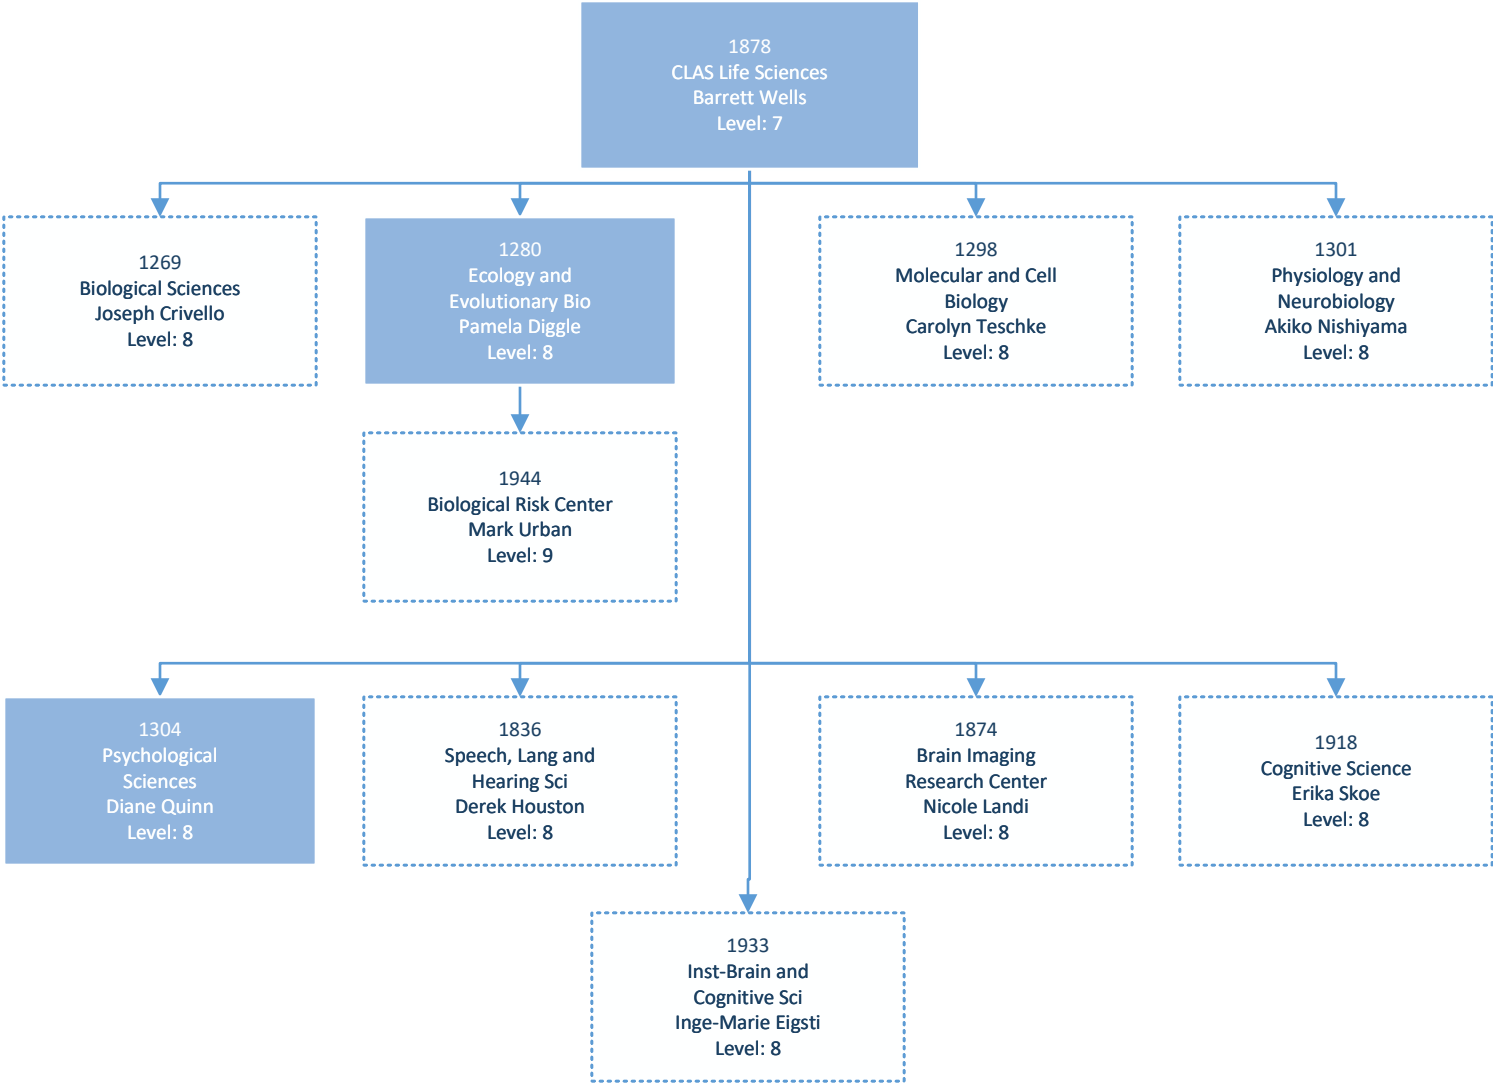 1878
CLAS Life Sciences
Barrett Wells
Level: 7
1269
Biological Sciences
Joseph Crivello
Level: 8
1280
Ecology and
Evolutionary Bio
Pamela Diggle
Level: 8
1298
Molecular and Cell
Biology
Carolyn Teschke
Level: 8
1301
Physiology and
Neurobiology
Akiko Nishiyama
Level: 8
1944
Biological Risk Center
Mark Urban
Level: 9
1304
Psychological
Sciences
Diane Quinn
Level: 8
1836
Speech, Lang and
Hearing Sci
Derek Houston
Level: 8
1874
Brain Imaging
Research Center
Nicole Landi
Level: 8
1918
Cognitive Science
Erika Skoe
Level: 8
1933
Inst-Brain and
Cognitive Sci
Inge-Marie Eigsti
Level: 8